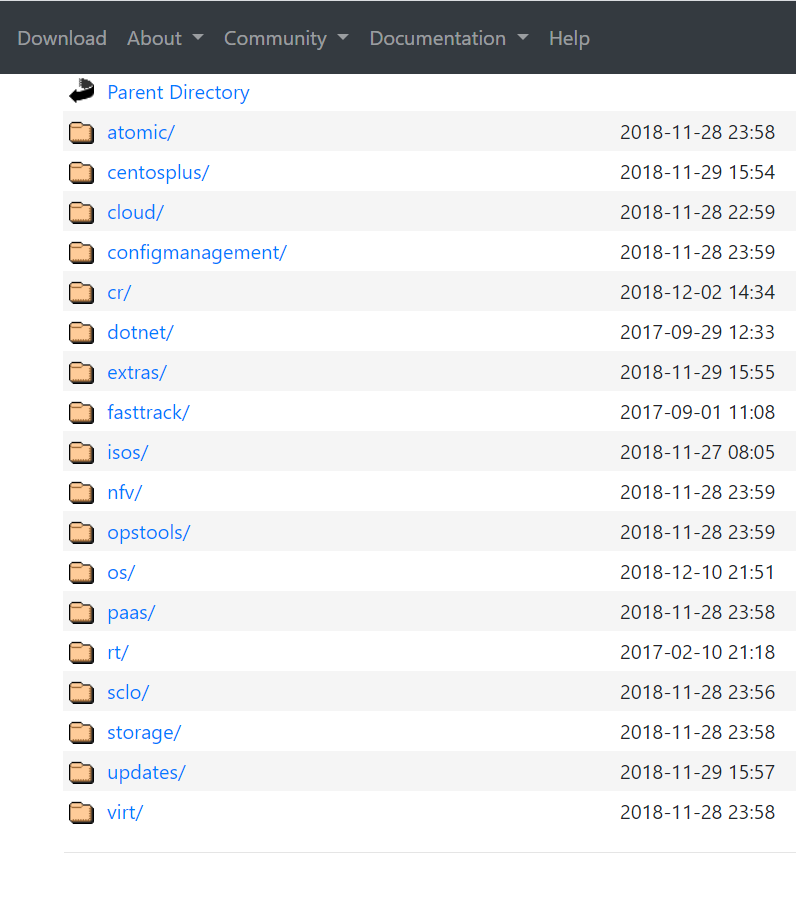 Download About Community Documentation Help
Parent Directory
atomic/ 2018-11-28 23:58
centosplus/ 2018-11-29 15:54
cloud/ 2018-11-28 22:59
configmanagement/ 2018-11-28 23:59
cr/ 2018-12-02 14:34
dotnet/ 2017-09-29 12:33
extras/ 2018-11-29 15:55
fasttrack/ 2017-09-01 11:08
isos/ 2018-11-27 08:05
nfv/ 2018-11-28 23:59
opstools/ 2018-11-28 23:59
os/ 2018-12-10 21:51
paas/ 2018-11-28 23:58
rt/ 2017-02-10 21:18
sclo/ 2018-11-28 23:56
storage/ 2018-11-28 23:58
updates/ 2018-11-29 15:57
virt/ 2018-11-28 23:58